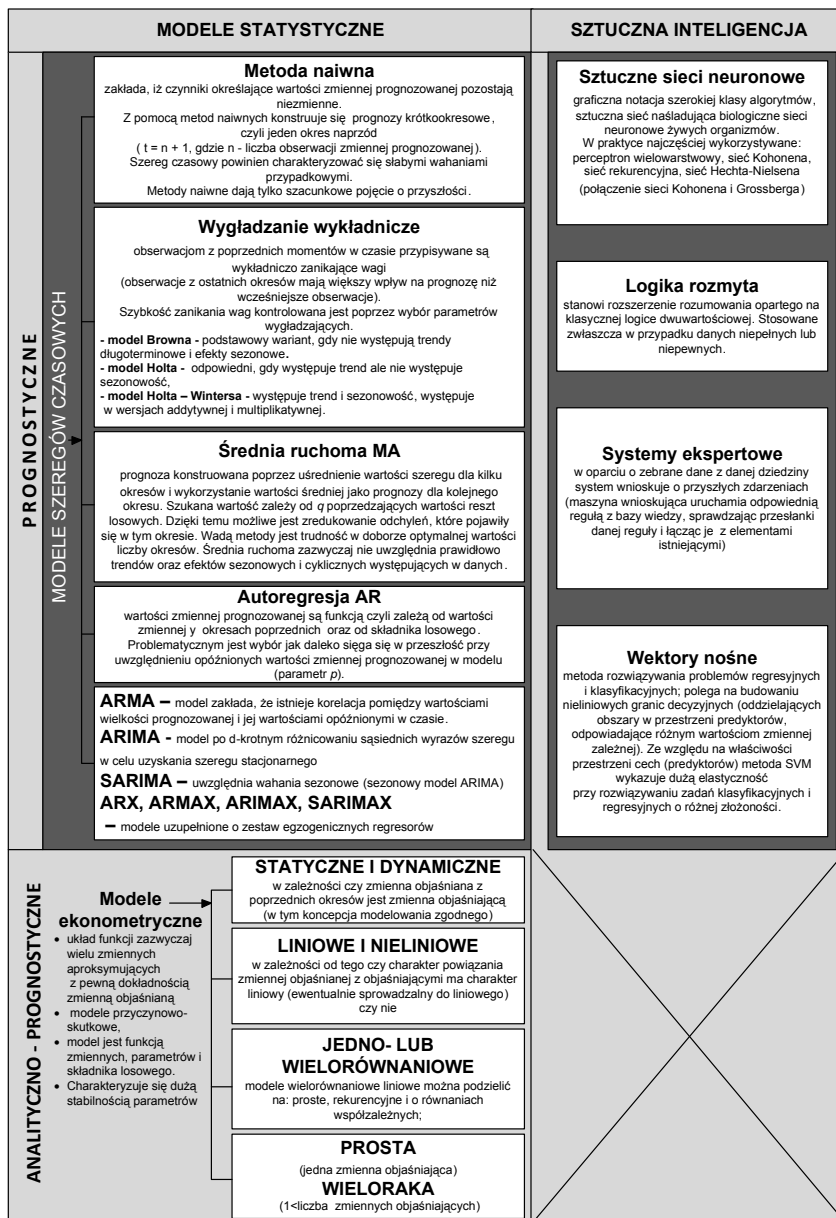 MODELE STATYSTYCZNE
SZTUCZNA INTELIGENCJA
PROGNOSTYCZNE
MODELE SZEREGÓW CZASOWYCH
Metoda naiwna
zakłada, iż czynniki określające wartości zmiennej prognozowanej pozostają
niezmienne.
Z pomocą metod naiwnych konstruuje się prognozy krótkookresowe,
czyli jeden okres naprzód
( t = n + 1, gdzie n - liczba obserwacji zmiennej prognozowanej).
Szereg czasowy powinien charakteryzować się słabymi wahaniami
przypadkowymi.
Metody naiwne dają tylko szacunkowe pojęcie o przyszłości.
Wygładzanie wykładnicze
obserwacjom z poprzednich momentów w czasie przypisywane są
wykładniczo zanikające wagi
(obserwacje z ostatnich okresów mają większy wpływ na prognozę niż
wcześniejsze obserwacje).
Szybkość zanikania wag kontrolowana jest poprzez wybór parametrów
wygładzających.
- model Browna - podstawowy wariant, gdy nie występują trendy
długoterminowe i efekty sezonowe.
- model Holta - odpowiedni, gdy występuje trend ale nie występuje
sezonowość,
- model Holta – Wintersa - występuje trend i sezonowość, występuje
w wersjach addytywnej i multiplikatywnej.
Średnia ruchoma MA
prognoza konstruowana poprzez uśrednienie wartości szeregu dla kilku
okresów i wykorzystanie wartości średniej jako prognozy dla kolejnego
okresu. Szukana wartość zależy od q poprzedzających wartości reszt
losowych. Dzięki temu możliwe jest zredukowanie odchyleń, które pojawiły
się w tym okresie. Wadą metody jest trudność w doborze optymalnej wartości
liczby okresów. Średnia ruchoma zazwyczaj nie uwzględnia prawidłowo
trendów oraz efektów sezonowych i cyklicznych występujących w danych.
Autoregresja AR
wartości zmiennej prognozowanej są funkcją czyli zależą od wartości
zmiennej y okresach poprzednich oraz od składnika losowego.
Problematycznym jest wybór jak daleko sięga się w przeszłość przy
uwzględnieniu opóźnionych wartości zmiennej prognozowanej w modelu
(parametr p).
ARMA – model zakłada, że istnieje korelacja pomiędzy wartościami
wielkości prognozowanej i jej wartościami opóźnionymi w czasie.
ARIMA - model po d-krotnym różnicowaniu sąsiednich wyrazów szeregu
w celu uzyskania szeregu stacjonarnego
SARIMA – uwzględnia wahania sezonowe (sezonowy model ARIMA)
ARX, ARMAX, ARIMAX, SARIMAX
– modele uzupełnione o zestaw egzogenicznych regresorów
Sztuczne sieci neuronowe
graficzna notacja szerokiej klasy algorytmów,
sztuczna sieć naśladująca biologiczne sieci
neuronowe żywych organizmów.
W praktyce najczęściej wykorzystywane:
perceptron wielowarstwowy, sieć Kohonena,
sieć rekurencyjna, sieć Hechta-Nielsena
(połączenie sieci Kohonena i Grossberga)
Logika rozmyta
stanowi rozszerzenie rozumowania opartego na
klasycznej logice dwuwartościowej. Stosowane
zwłaszcza w przypadku danych niepełnych lub
niepewnych.
Systemy ekspertowe
w oparciu o zebrane dane z danej dziedziny
system wnioskuje o przyszłych zdarzeniach
(maszyna wnioskująca uruchamia odpowiednią
regułą z bazy wiedzy, sprawdzając przesłanki
danej reguły i łącząc je z elementami
istniejącymi)
Wektory nośne
metoda rozwiązywania problemów regresyjnych
i klasyfikacyjnych; polega na budowaniu
nieliniowych granic decyzyjnych (oddzielających
obszary w przestrzeni predyktorów,
odpowiadające różnym wartościom zmiennej
zależnej). Ze względu na właściwości
przestrzeni cech (predyktorów) metoda SVM
wykazuje dużą elastyczność
przy rozwiązywaniu zadań klasyfikacyjnych i
regresyjnych o różnej złożoności.
ANALITYCZNO - PROGNOSTYCZNE
Modele
ekonometryczne
• układ funkcji zazwyczaj
wielu zmiennych
aproksymujących
z pewną dokładnością
zmienną objaśnianą
• modele przyczynowo-
skutkowe,
• model jest funkcją
zmiennych, parametrów i
składnika losowego.
• Charakteryzuje się dużą
stabilnością parametrów
STATYCZNE I DYNAMICZNE
w zależności czy zmienna objaśniana z
poprzednich okresów jest zmienna objaśniającą
(w tym koncepcja modelowania zgodnego)
LINIOWE I NIELINIOWE
w zależności od tego czy charakter powiązania
zmiennej objaśnianej z objaśniającymi ma charakter
liniowy (ewentualnie sprowadzalny do liniowego)
czy nie
JEDNO- LUB
WIELORÓWNANIOWE
modele wielorównaniowe liniowe można podzielić
na: proste, rekurencyjne i o równaniach
współzależnych;
PROSTA
(jedna zmienna objaśniająca)
WIELORAKA
(1<liczba zmiennych objaśniających)